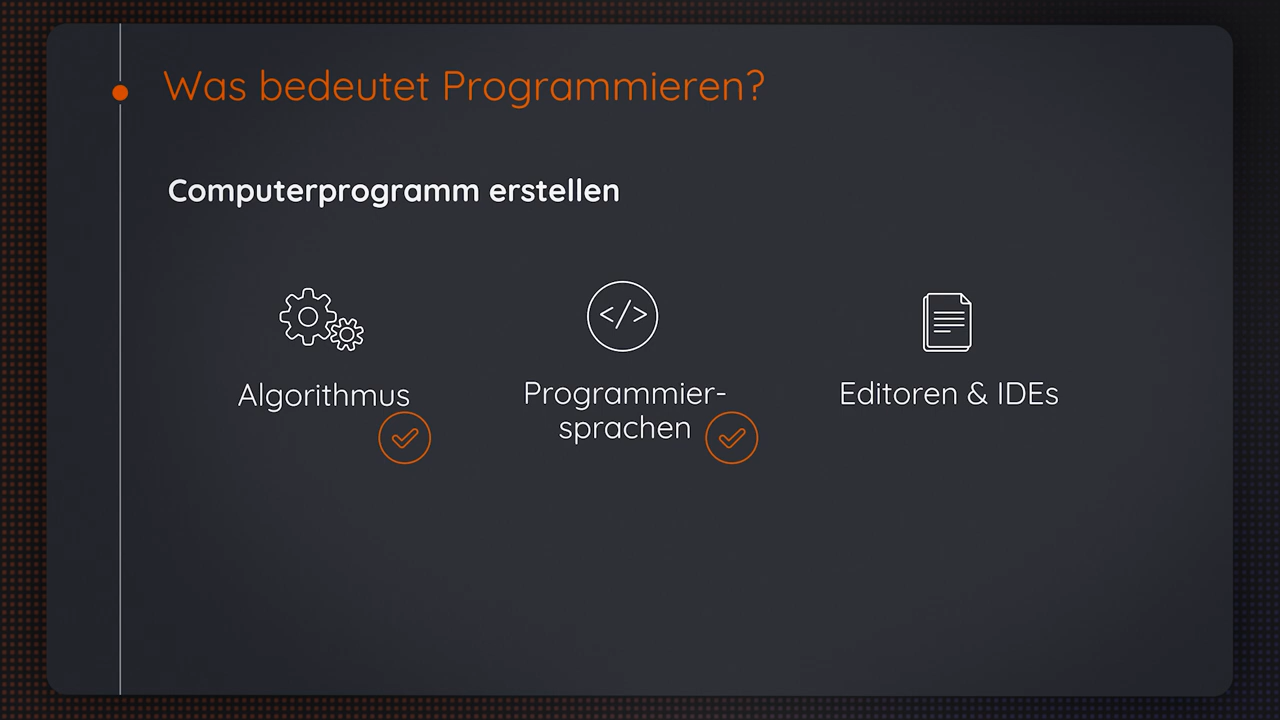 Was bedeutet Programmieren?
Computerprogramm erstellen
Algorithmus
Programmier-
sprachen
Editoren & IDEs